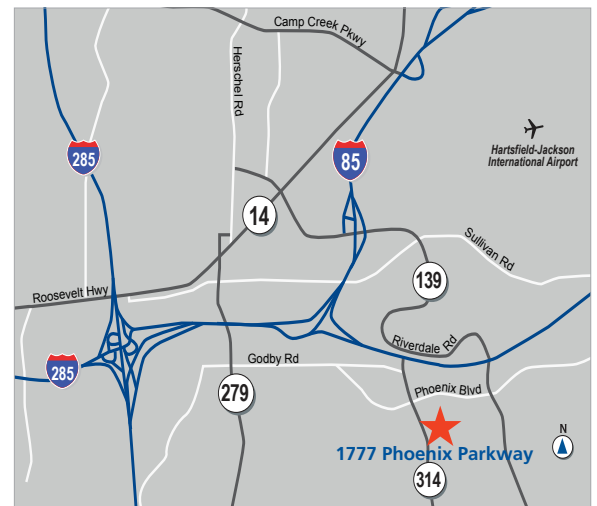 Camp Creek Pkwy
Herschel Rd
285
85
Hartsfield-Jackson
International Airport
14
Sullivan Rd
139
Roosevelt Hwy
Riverdale Rd
285
Godby Rd
279
Phoenix Blvd
N
1777 Phoenix Parkway
314